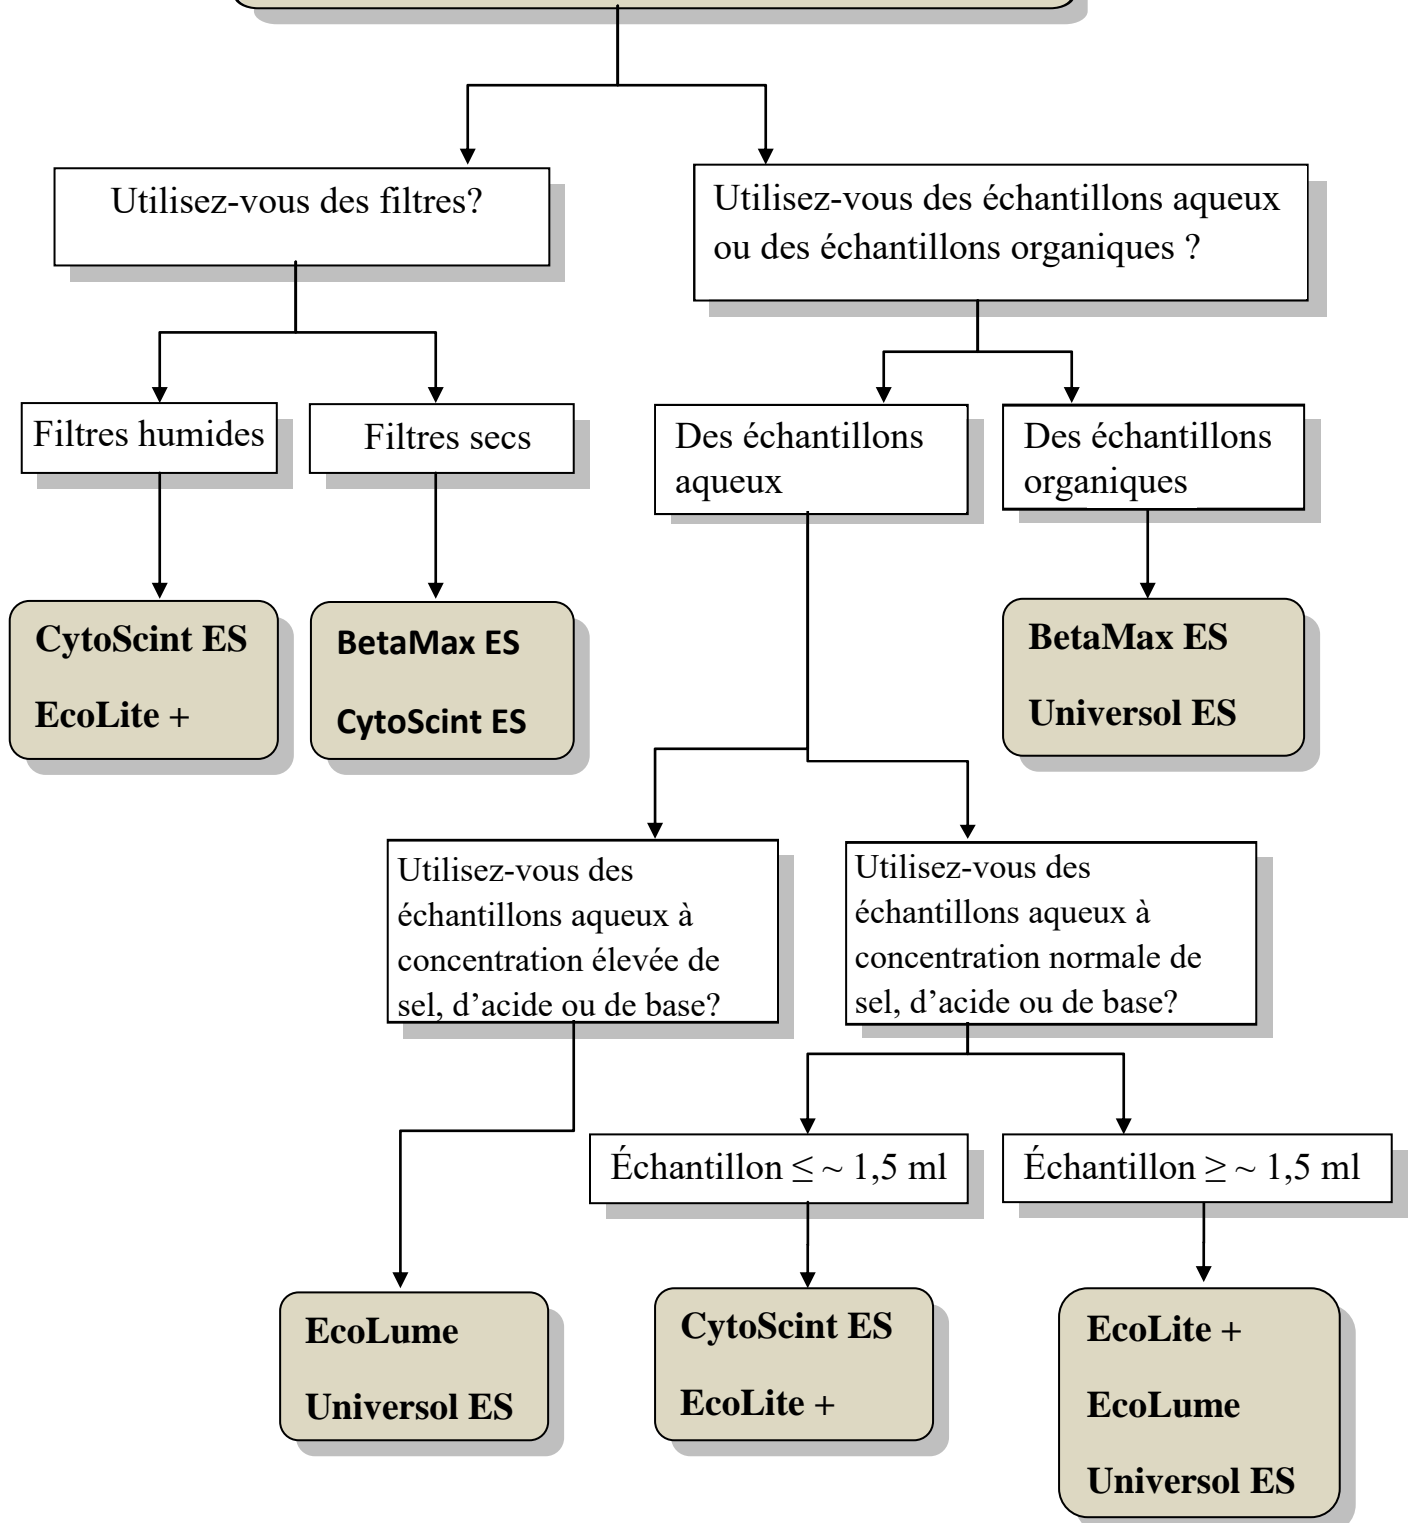 Utilisez-vous des filtres?
Utilisez-vous des échantillons aqueux
ou des échantillons organiques ?
Filtres humides
Filtres secs
Des échantillons
aqueux
Des échantillons
organiques
CytoScint ES
EcoLite +
BetaMax ES
CytoScint ES
BetaMax ES
Universol ES
Utilisez-vous des
échantillons aqueux à
concentration élevée de
sel, d’acide ou de base?
Utilisez-vous des
échantillons aqueux à
concentration normale de
sel, d’acide ou de base?
Échantillon ≤ ~ 1,5 ml
Échantillon ≥ ~ 1,5 ml
EcoLume
Universol ES
CytoScint ES
EcoLite +
EcoLite +
EcoLume
Universol ES